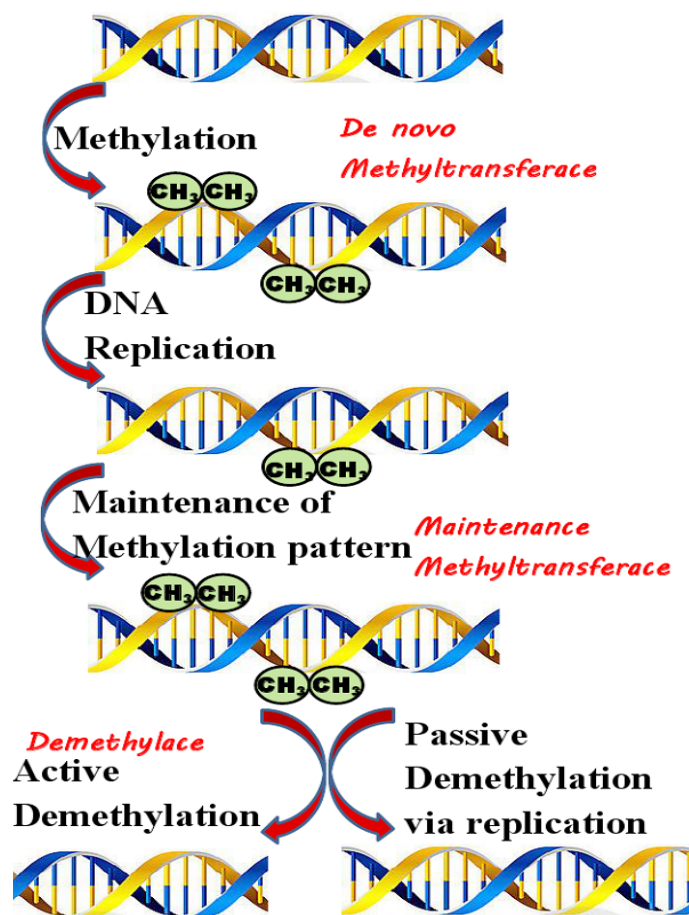 Methylation
De novo
Methyltransferace
CH₃ CH₃
CH₃ CH₃
DNA
Replication
CH₃ CH₃
Maintenance of
Methylation pattern
Maintenance
Methyltransferace
CH₃ CH₃
CH₃ CH₃
Demethylace
Active
Demethylation
Passive
Demethylation
via replication